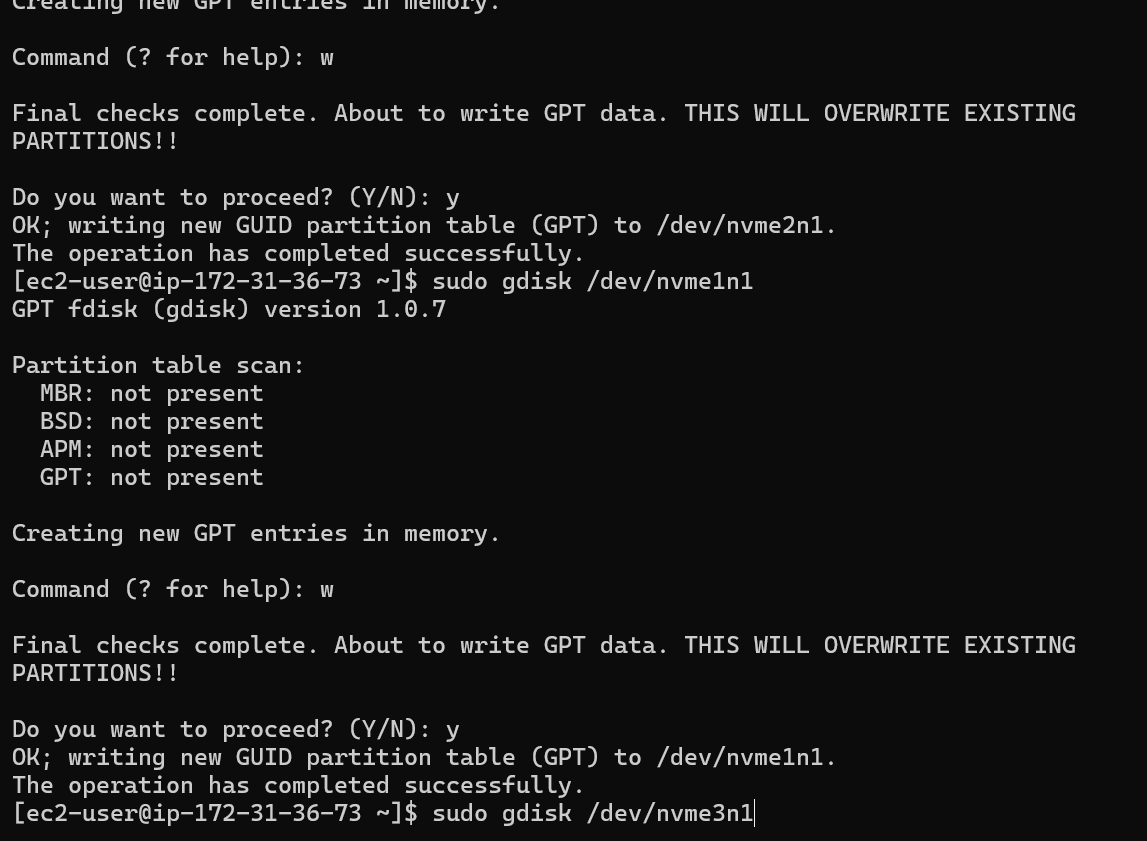 Creating new GPT entries in memory.
Command (? for help): w
Final checks complete. About to write GPT data. THIS WILL OVERWRITE EXISTING
PARTITIONS!!
Do you want to proceed? (Y/N): y
OK; writing new GUID partition table (GPT) to /dev/nvme2n1.
The operation has completed successfully.
[ec2-user@ip-172-31-36-73 ~]$ sudo gdisk /dev/nvme1n1
GPT fdisk (gdisk) version 1.0.7
Partition table scan:
  MBR: not present
  BSD: not present
  APM: not present
  GPT: not present
Creating new GPT entries in memory.
Command (? for help): w
Final checks complete. About to write GPT data. THIS WILL OVERWRITE EXISTING
PARTITIONS!!
Do you want to proceed? (Y/N): y
OK; writing new GUID partition table (GPT) to /dev/nvme1n1.
The operation has completed successfully.
[ec2-user@ip-172-31-36-73 ~]$ sudo gdisk /dev/nvme3n1